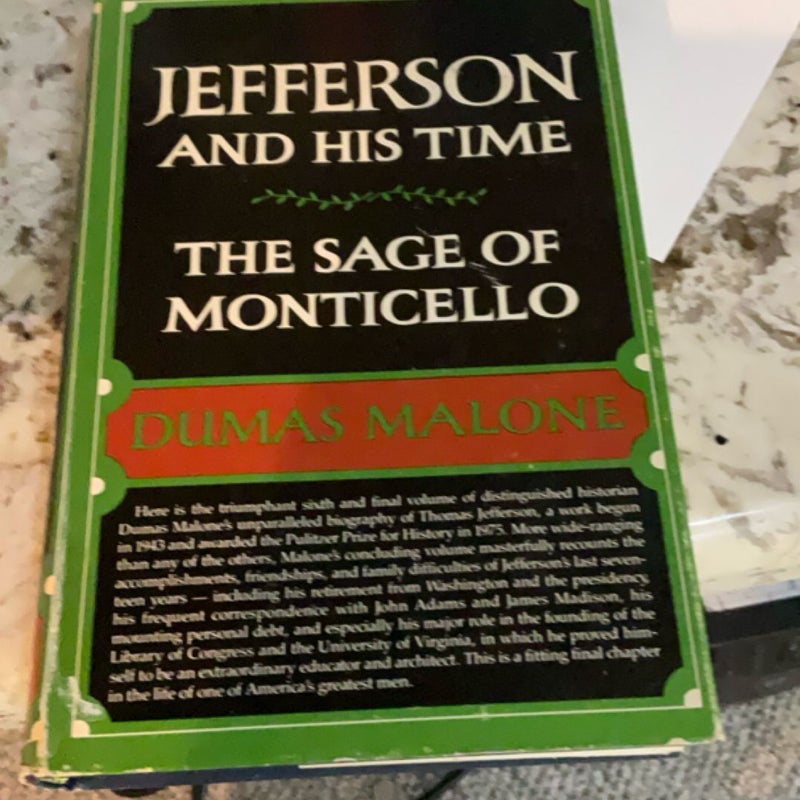 JEFFERSON
AND HIS TIME
THE SAGE OF
MONTICELLO
DUMAS MALONE
Here is the triumphant sixth and final volume of distinguished historian
Dumas Malone's unparalleled biography of Thomas Jefferson, a work begun
in 1943 and awarded the Pulitzer Prize for History in 1975. More wide-ranging
than any of the others, Malone's concluding volume masterfully recounts the
accomplishments, friendships, and family difficulties of Jefferson's last seven-
teen years — including his retirement from Washington and the presidency,
his frequent correspondence with John Adams and James Madison, his
mounting personal debt, and especially his major role in the founding of the
Library of Congress and the University of Virginia, in which he proved him-
self to be an extraordinary educator and architect. This is a fitting final chapter
in the life of one of America's greatest men.